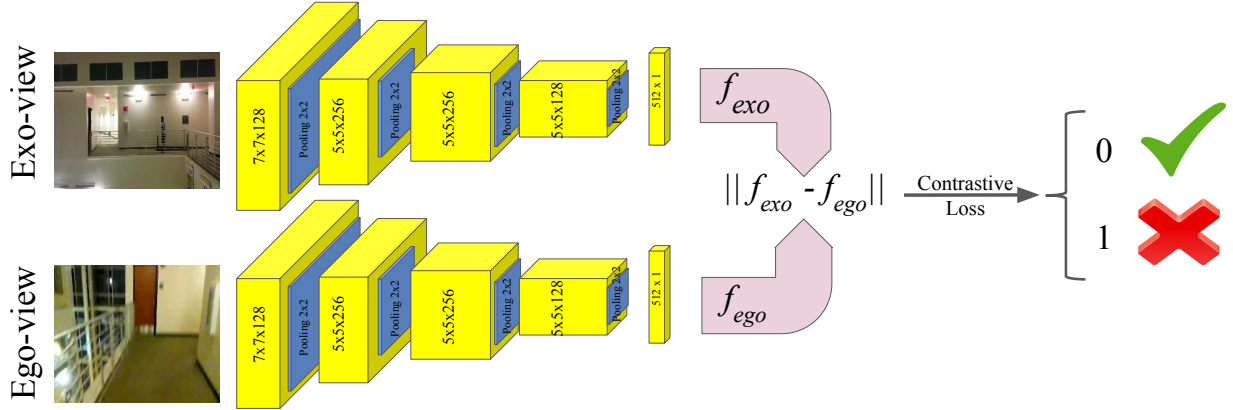 Exo-view
7x7x128
Pooling 2x2
5x5x256
Pooling 2x2
5x5x256
Pooling 2x2
5x5x128
Pooling 2x2
512 x 1
f_exo
|| f_exo - f_ego ||
Contrastive
Loss
0
1
Ego-view
7x7x128
Pooling 2x2
5x5x256
Pooling 2x2
5x5x256
Pooling 2x2
5x5x128
Pooling 2x2
512 x 1
f_ego